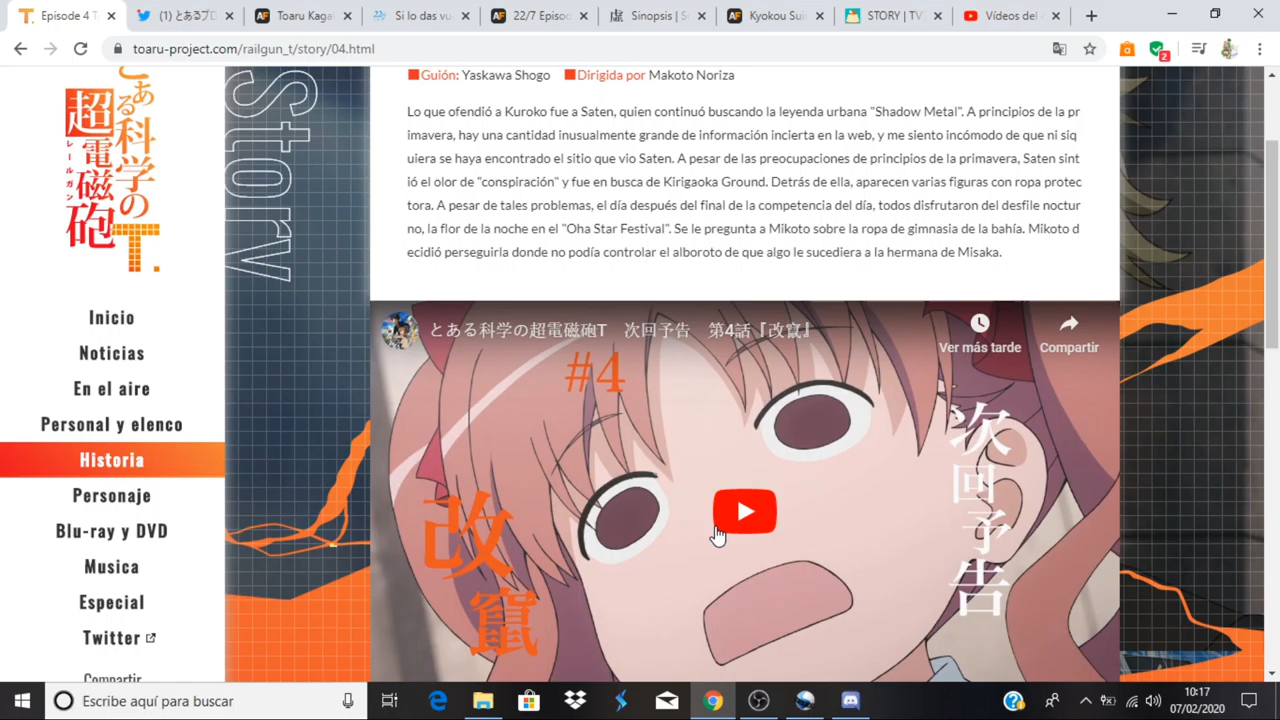 Episode 4 T
(1) とあるプロ
Toaru Kaga
Si lo das vu
22/7 Episod
Sinopsis | S
Kyokou Sui
STORY | TV
Vídeos del
toaru-project.com/railgun_t/story/04.html
2
とある科学の
超電磁砲
レールガン
T.
Story
Inicio
Noticias
En el aire
Personal y elenco
Historia
Personaje
Blu-ray y DVD
Musica
Especial
Twitter
Compartir
Guión: Yaskawa Shogo Dirigida por Makoto Noriza
Lo que ofendió a Kuroko fue a Saten, quien continuó buscando la leyenda urbana "Shadow Metal". A principios de la pr
imavera, hay una cantidad inusualmente grande de información incierta en la web, y me siento incómodo de que ni siq
uiera se haya encontrado el sitio que vio Saten. A pesar de las preocupaciones de principios de la primavera, Saten sint
ió el olor de "conspiración" y fue en busca de Kirigaoka Ground. Detrás de ella, aparecen varias figuras con ropa protec
tora. A pesar de tales problemas, el día después del final de la competencia del día, todos disfrutaron del desfile noctur
no, la flor de la noche en el "Oha Star Festival". Se le pregunta a Mikoto sobre la ropa de gimnasia de la bahía. Mikoto d
ecidió perseguirla donde no podía controlar el alboroto de que algo le sucediera a la hermana de Misaka.
とある科学の超電磁砲T 次回予告 第4話『改竄』
Ver más tarde
Compartir
#4
改竄
次回予告
Escribe aquí para buscar
10:17
07/02/2020